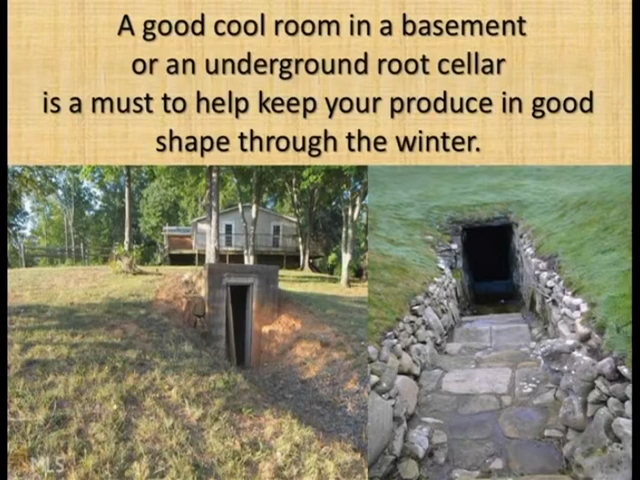 A good cool room in a basement
or an underground root cellar
is a must to help keep your produce in good
shape through the winter.
MLS